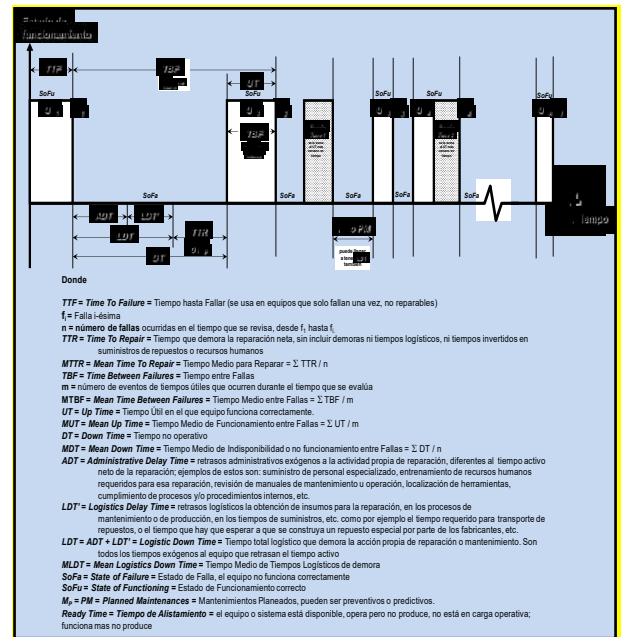 Estado de
funcionamiento
TTF
TBF
UT
SoFu
SoFu
SoFu
SoFu
SoFu
TBF
SoFa
SoFa
SoFa
SoFa
SoFa
ADT
LDT'
LDT
TTR
DT
o PM
Tiempo
puede llegar
también
Donde
TTF = Time To Failure = Tiempo hasta Fallar (se usa en equipos que solo fallan una vez, no reparables)
fi = Falla i-ésima
n = número de fallas ocurridas en el tiempo que se revisa, desde f1 hasta fi.
TTR = Time To Repair = Tiempo que demora la reparación neta, sin incluir demoras ni tiempos logísticos, ni tiempos invertidos en
suministros de repuestos o recursos humanos
MTTR = Mean Time To Repair = Tiempo Medio para Reparar = Σ TTR / n
TBF = Time Between Failures = Tiempo entre Fallas
m = número de eventos de tiempos útiles que ocurren durante el tiempo que se evalúa
MTBF = Mean Time Between Failures = Tiempo Medio entre Fallas = Σ TBF / m
UT = Up Time = Tiempo Útil en el que equipo funciona correctamente.
MUT = Mean Up Time = Tiempo Medio de Funcionamiento entre Fallas = Σ UT / m
DT = Down Time = Tiempo no operativo
MDT = Mean Down Time = Tiempo Medio de Indisponibilidad o no funcionamiento entre Fallas = Σ DT / n
ADT = Administrative Delay Time = retrasos administrativos exógenos a la actividad propia de reparación, diferentes al tiempo activo
neto de la reparación; ejemplos de estos son: suministro de personal especializado, entrenamiento de recursos humanos
requeridos para esa reparación, revisión de manuales de mantenimiento u operación, localización de herramientas,
cumplimiento de procesos y/o procedimientos internos, etc.
LDT' = Logistics Delay Time = retrasos logísticos la obtención de insumos para la reparación, en los procesos de
mantenimiento o de producción, en los tiempos de suministros, etc. como por ejemplo el tiempo requerido para transporte de
repuestos, o el tiempo que hay que esperar a que se construya un repuesto especial por parte de los fabricantes, etc.
LDT = ADT + LDT' = Logistic Down Time = Tiempo total logístico que demora la acción propia de reparación o mantenimiento. Son
todos los tiempos exógenos al equipo que retrasan el tiempo activo
MLDT = Mean Logistics Down Time = Tiempo Medio de Tiempos Logísticos de demora
SoFa = State of Failure = Estado de Falla, el equipo no funciona correctamente
SoFu = State of Functioning = Estado de Funcionamiento correcto
MP = PM = Planned Maintenances = Mantenimientos Planeados, pueden ser preventivos o predictivos.
Ready Time = Tiempo de Alistamiento = el equipo o sistema está disponible, opera pero no produce, no está en carga operativa;
funciona mas no produce